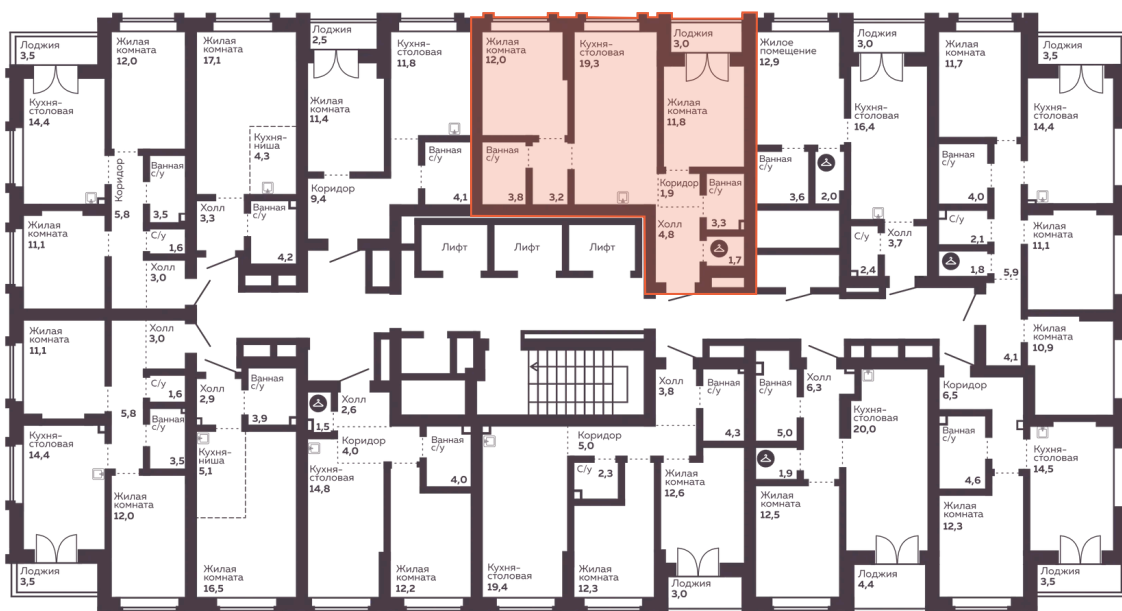 Лоджия
3,5
Жилая
комната
12,0
Жилая
комната
17,1
Лоджия
2,5
Кухня-
столовая
11,8
Жилая
комната
12,0
Кухня-
столовая
19,3
Лоджия
3,0
Жилое
помещение
12,9
Лоджия
3,0
Жилая
комната
11,7
Лоджия
3,5
Кухня-
столовая
14,4
Жилая
комната
11,4
Жилая
комната
11,8
Кухня-
столовая
16,4
Кухня-
столовая
14,4
Кухня-
ниша
4,3
Коридор
5,8
Ванная
с/у
3,5
Ванная
с/у
4,1
Ванная
с/у
3,8
3,2
Ванная
с/у
3,6
2,0
Ванная
с/у
4,0
Коридор
9,4
Коридор
1,9
Ванная
с/у
3,3
Холл
3,3
Ванная
с/у
4,2
Холл
4,8
1,7
С/у
2,4
Холл
3,7
С/у
2,1
1,8
5,9
Жилая
комната
11,1
С/у
1,6
Холл
3,0
Лифт
Лифт
Лифт
Жилая
комната
11,1
Жилая
комната
11,1
Холл
3,0
Жилая
комната
10,9
4,1
С/у
1,6
5,8
Холл
2,9
Ванная
с/у
3,9
Холл
2,6
1,5
Холл
3,8
Ванная
с/у
4,3
Ванная
с/у
5,0
Холл
6,3
Коридор
6,5
Кухня-
столовая
14,4
Ванная
с/у
3,5
Кухня-
ниша
5,1
Коридор
4,0
Ванная
с/у
4,0
Коридор
5,0
С/у
2,3
1,9
Кухня-
столовая
20,0
Ванная
с/у
4,6
Кухня-
столовая
14,5
Кухня-
столовая
14,8
Жилая
комната
12,0
Жилая
комната
12,6
Жилая
комната
12,5
Жилая
комната
12,3
Лоджия
3,5
Жилая
комната
16,5
Жилая
комната
12,2
Кухня-
столовая
19,4
Жилая
комната
12,3
Лоджия
3,0
Лоджия
4,4
Лоджия
3,5